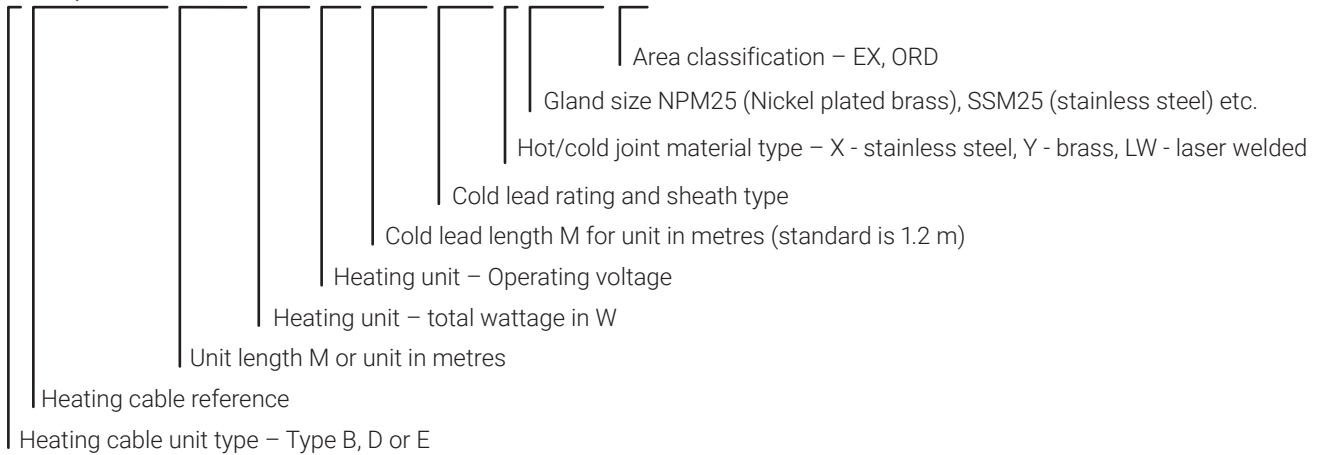 Area classification – EX, ORD
Gland size NPM25 (Nickel plated brass), SSM25 (stainless steel) etc.
Hot/cold joint material type – X - stainless steel, Y - brass, LW - laser welded
Cold lead rating and sheath type
Cold lead length M for unit in metres (standard is 1.2 m)
Heating unit – Operating voltage
Heating unit – total wattage in W
Unit length M or unit in metres
Heating cable reference
Heating cable unit type – Type B, D or E